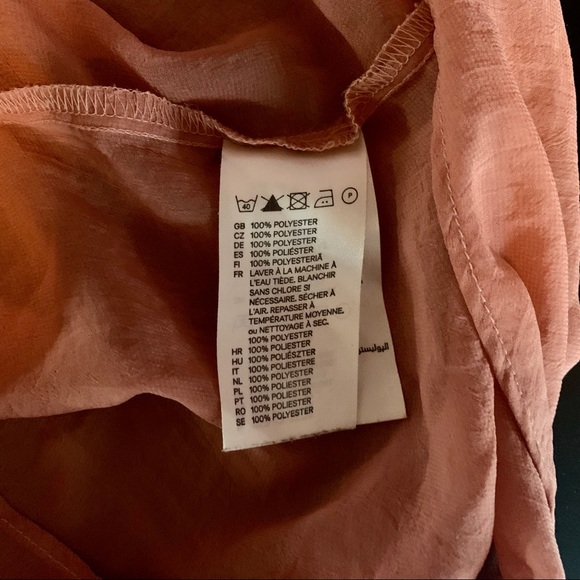 40 P
GB 100% POLYESTER
CZ 100% POLYESTER
DE 100% POLYESTER
ES 100% POLIÉSTER
FI 100% POLYESTERIÄ
FR LAVER À LA MACHINE À
L'EAU TIÈDE. BLANCHIR
SANS CHLORE SI
NÉCESSAIRE. SÉCHER À
L'AIR. REPASSER À
TEMPÉRATURE MOYENNE.
ou NETTOYAGE À SEC.
100% POLYESTER
HR 100% POLIESTER
HU 100% POLIÉSZTER
IT 100% POLIESTERE
NL 100% POLYESTER
PL 100% POLIESTER
PT 100% POLIÉSTER
RO 100% POLIESTER
SE 100% POLYESTER